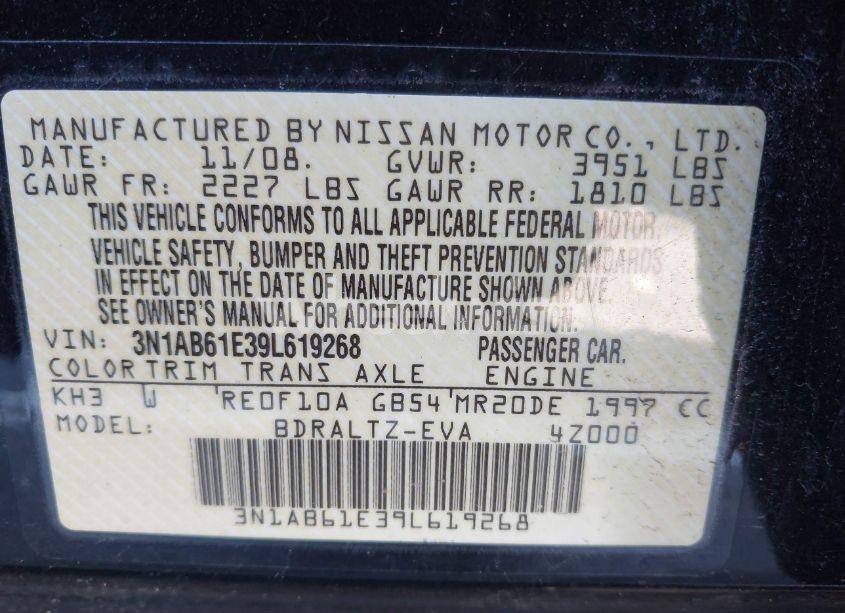 MANUFACTURED BY NISSAN MOTOR CO., LTD.
DATE: 11/08. GVWR: 3951 LBS
GAWR FR: 2227 LBS GAWR RR: 1810 LBS
THIS VEHICLE CONFORMS TO ALL APPLICABLE FEDERAL MOTOR
VEHICLE SAFETY, BUMPER AND THEFT PREVENTION STANDARDS
IN EFFECT ON THE DATE OF MANUFACTURE SHOWN ABOVE.
SEE OWNER'S MANUAL FOR ADDITIONAL INFORMATION.
VIN: 3N1AB61E39L619268 PASSENGER CAR.
COLOR TRIM TRANS AXLE ENGINE
KH3 W RE0F10A GB54 MR20DE 1997 CC
MODEL: BDRALTZ-EVA 4Z000
3N1AB61E39L619268